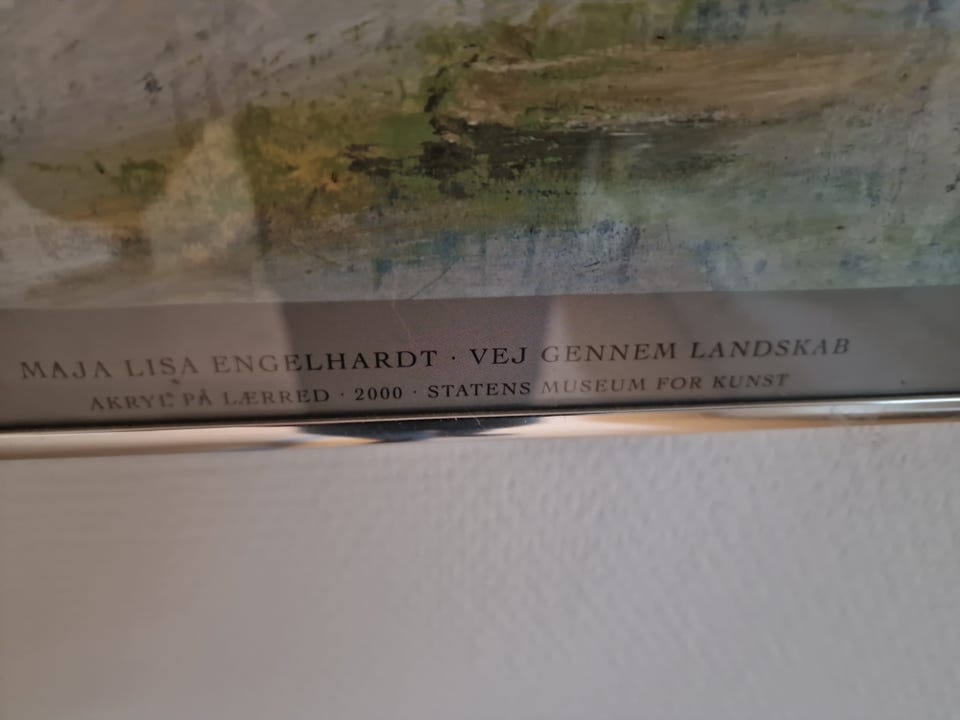 MAJA LISA ENGELHARDT · VEJ GENNEM LANDSKAB
AKRYL PÅ LÆRRED · 2000 · STATENS MUSEUM FOR KUNST